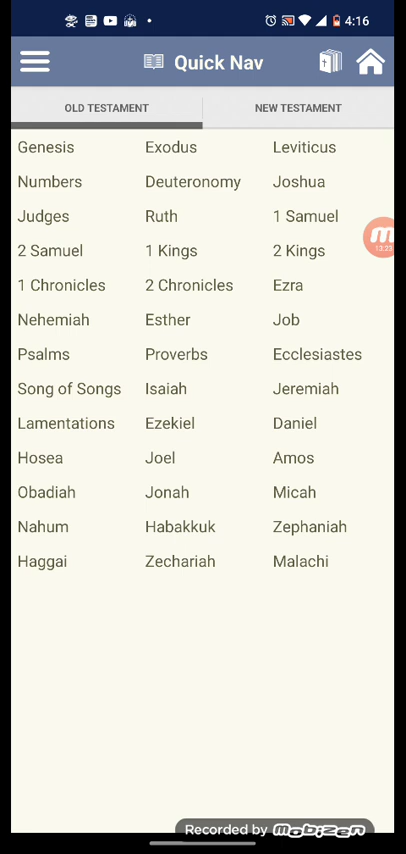 4:16
Quick Nav
OLD TESTAMENT NEW TESTAMENT
Genesis Exodus Leviticus
Numbers Deuteronomy Joshua
Judges Ruth 1 Samuel
2 Samuel 1 Kings 2 Kings
13:23
1 Chronicles 2 Chronicles Ezra
Nehemiah Esther Job
Psalms Proverbs Ecclesiastes
Song of Songs Isaiah Jeremiah
Lamentations Ezekiel Daniel
Hosea Joel Amos
Obadiah Jonah Micah
Nahum Habakkuk Zephaniah
Haggai Zechariah Malachi
Recorded by mobizen